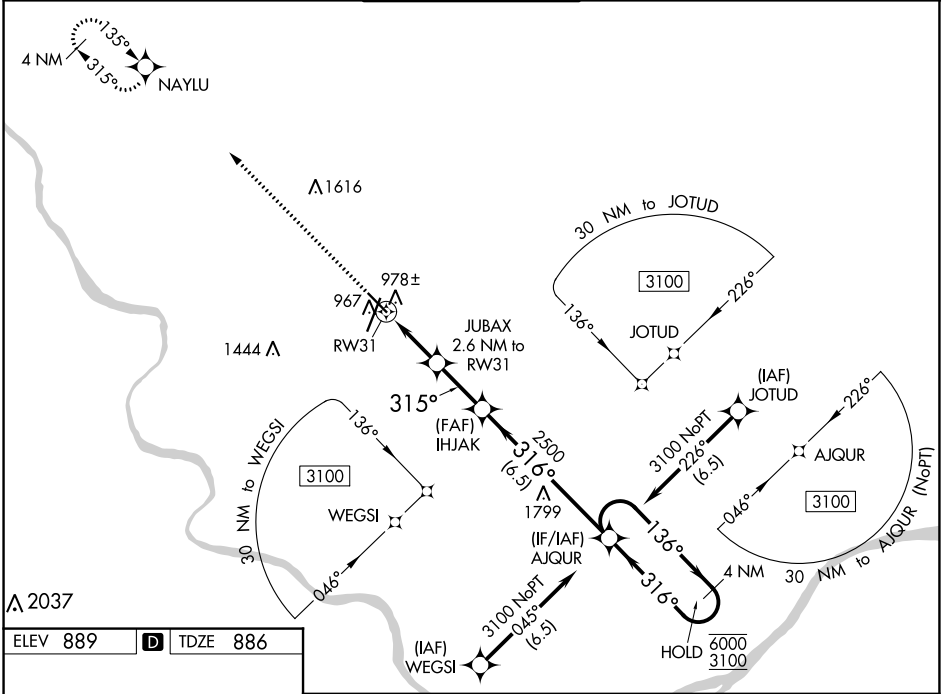 135°
4 NM
315°
NAYLU
1616
30 NM to JOTUD
3100
136°
226°
JOTUD
978±
967
RW31
JUBAX
2.6 NM to
RW31
1444
315°
(FAF)
IHJAK
(IAF)
JOTUD
30 NM to WEGSI
136°
3100
WEGSI
046°
2500
316°
(6.5)
3100 NoPT
226°
(6.5)
226°
AJQUR
046°
3100
30 NM to AJQUR (NoPT)
1799
(IF/IAF)
AJQUR
136°
316°
4 NM
HOLD
6000
3100
3100 NoPT
045°
(6.5)
(IAF)
WEGSI
2037
ELEV 889 D TDZE 886